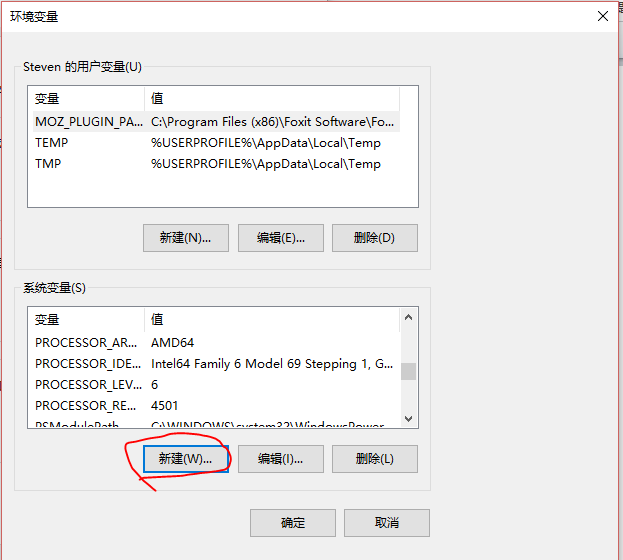 环境变量
Steven 的用户变量(U)
变量 值
MOZ_PLUGIN_PA... C:\Program Files (x86)\Foxit Software\Fo...
TEMP %USERPROFILE%\AppData\Local\Temp
TMP %USERPROFILE%\AppData\Local\Temp
新建(N)... 编辑(E)... 删除(D)
系统变量(S)
变量 值
PROCESSOR_AR... AMD64
PROCESSOR_IDE... Intel64 Family 6 Model 69 Stepping 1, G...
PROCESSOR_LEV... 6
PROCESSOR_RE... 4501
PSModulePath C:\WINDOWS\system32\WindowsPower
新建(W)... 编辑(I)... 删除(L)
确定 取消